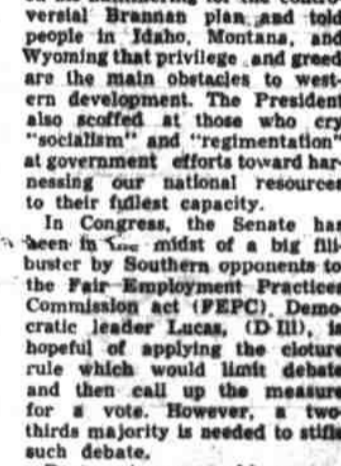 versial Brannan plan and told
people in Idaho, Montana, and
Wyoming that privilege and greed
are the main obstacles to west-
ern development. The President
also scoffed at those who cry
"socialism" and "regimentation"
at government efforts toward har-
nessing our national resources
to their fullest capacity.
In Congress, the Senate has
been in the midst of a big fili-
buster by Southern opponents to
the Fair Employment Practices
Commission act (FEPC). Demo-
cratic leader Lucas, (D-Ill), is
hopeful of applying the cloture
rule which would limit debate
and then call up the measure
for a vote. However, a two-
thirds majority is needed to stifle
such debate.